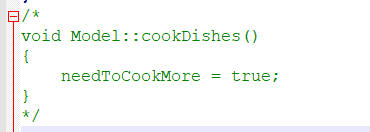 /*
void Model::cookDishes()
{
    needToCookMore = true;
}
*/